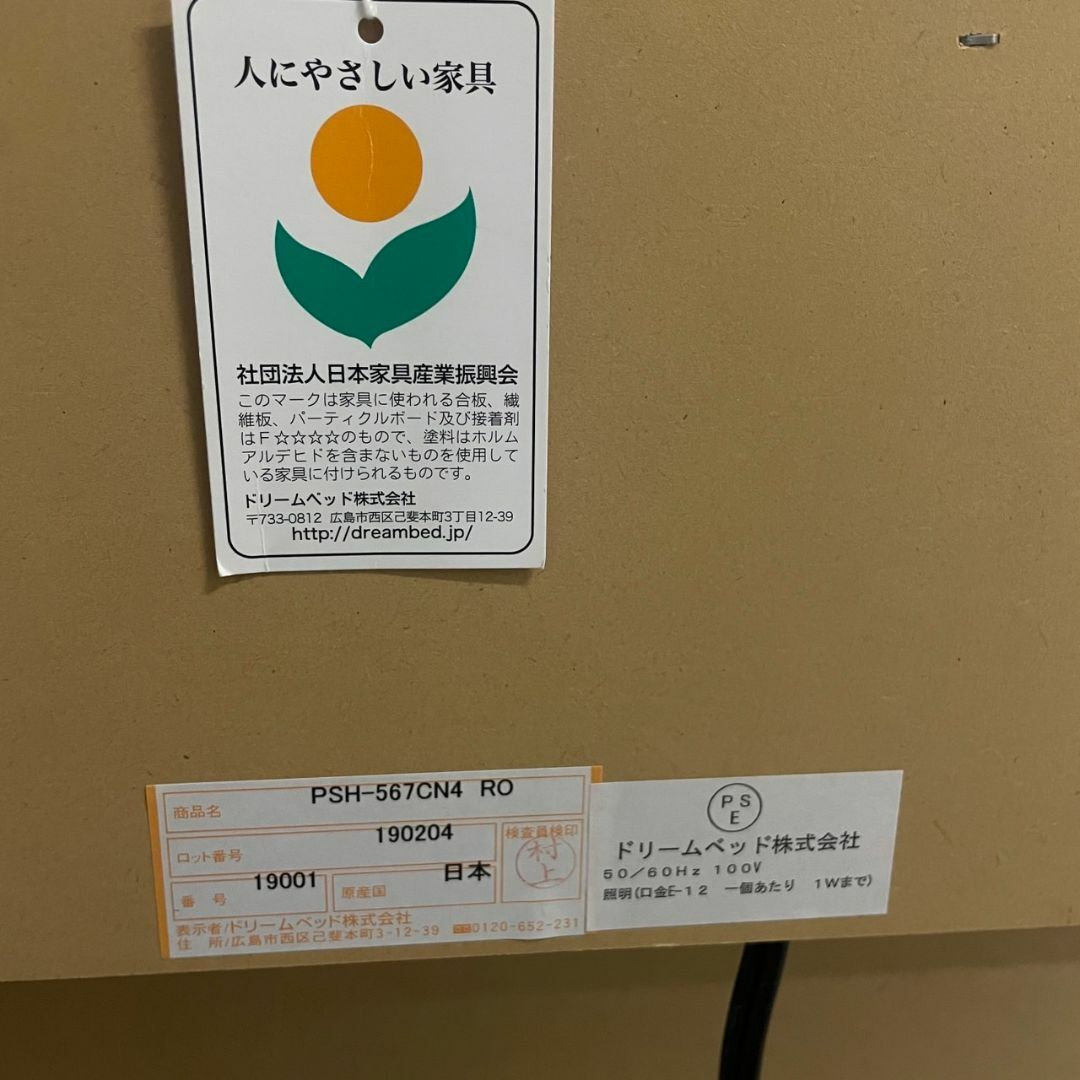 人にやさしい家具
社団法人日本家具産業振興会
このマークは家具に使われる合板、繊
維板、パーティクルボード及び接着剤
はF☆☆☆☆のもので、塗料はホルム
アルデヒドを含まないものを使用して
いる家具に付けられるものです。
ドリームベッド株式会社
〒733-0812 広島市西区己斐本町3丁目12-39
http://dreambed.jp/
商品名 PSH-567CN4 RO
ロット番号 190204
検査員検印
村上
番号 19001 原産国 日本
表示者/ドリームベッド株式会社
住 所/広島市西区己斐本町3-12-39 0120-652-231
PSE
ドリームベッド株式会社
50/60Hz 100V
照明(口金E-12 一個あたり 1Wまで)